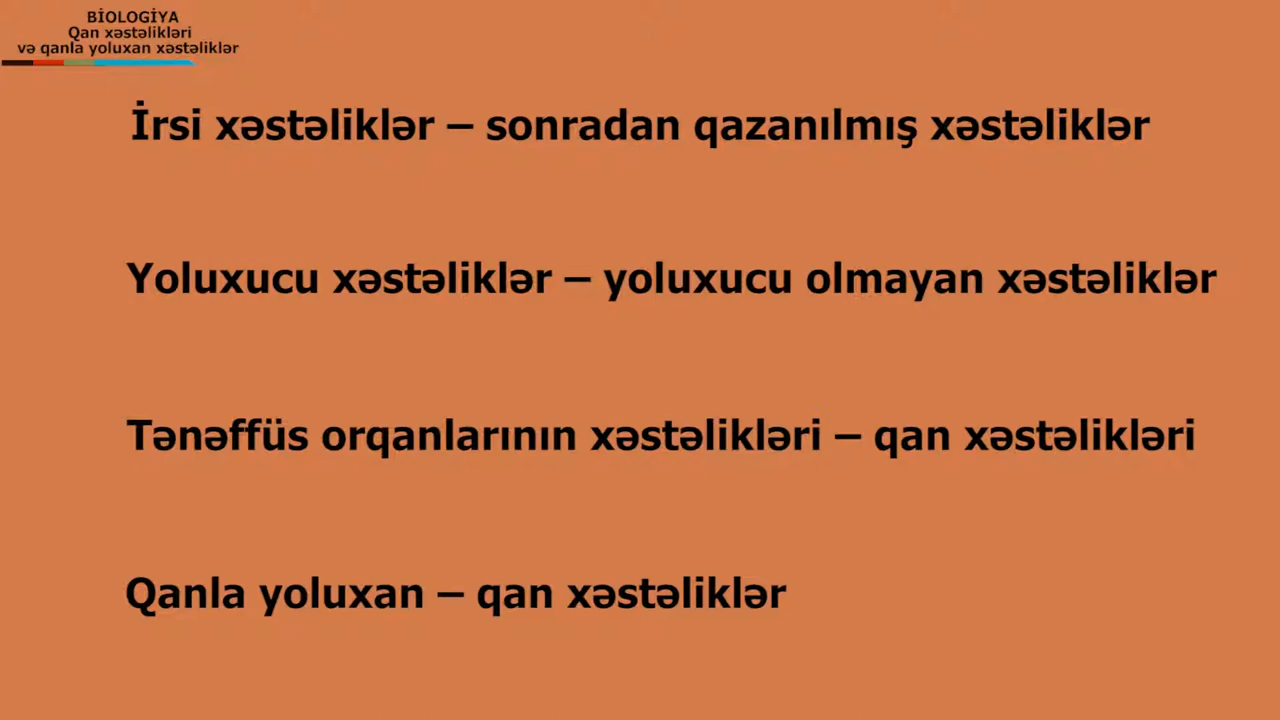 BİOLOGİYA
Qan xəstəlikləri
və qanla yoluxan xəstəliklər
İrsi xəstəliklər – sonradan qazanılmış xəstəliklər
Yoluxucu xəstəliklər – yoluxucu olmayan xəstəliklər
Tənəffüs orqanlarının xəstəlikləri – qan xəstəlikləri
Qanla yoluxan – qan xəstəliklər